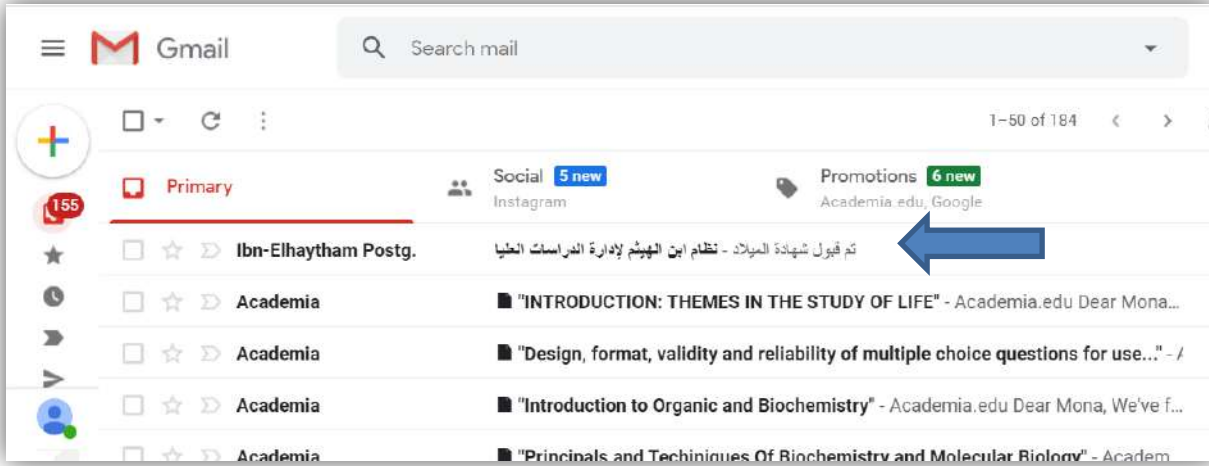 Gmail
Search mail
1–50 of 184
155
Primary
Social 5 new
Instagram
Promotions 6 new
Academia.edu, Google
Ibn-Elhaytham Postg. نظام ابن الهيثم لإدارة الدراسات العليا - تم قبول شهادة الميلاد
Academia "INTRODUCTION: THEMES IN THE STUDY OF LIFE" - Academia.edu Dear Mona...
Academia "Design, format, validity and reliability of multiple choice questions for use..." -
Academia "Introduction to Organic and Biochemistry" - Academia.edu Dear Mona, We've f...
Academia "Principals and Techiniques Of Biochemistry and Molecular Biology" - Academ